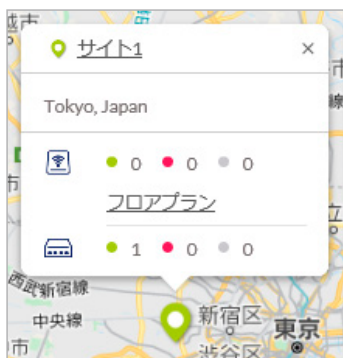 サイト1 ×
Tokyo, Japan
0 0 0
フロアプラン
1 0 0
西武新宿線
中央線
新宿区
東京
渋谷区
市